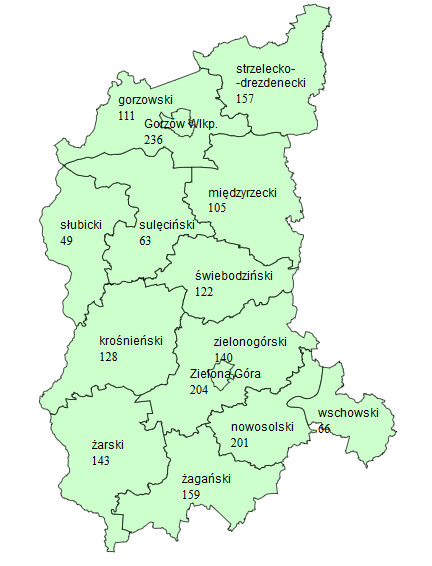 strzelecko-
-drezdenecki
157
gorzowski
111
Gorzów Wlkp.
236
międzyrzecki
105
słubicki
49
sulęciński
63
świebodziński
122
krośnieński
128
zielonogórski
140
Zielona Góra
204
wschowski
66
nowosolski
201
żarski
143
żagański
159